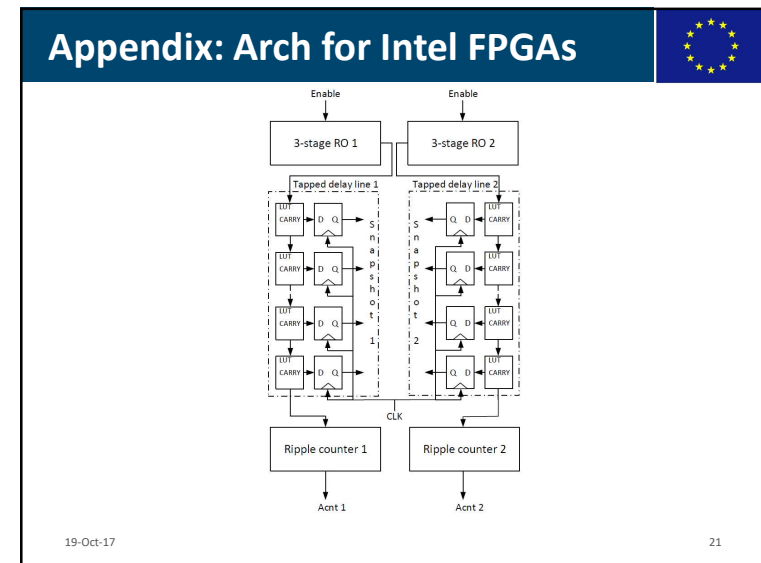 Appendix: Arch for Intel FPGAs
Enable
Enable
3-stage RO 1
3-stage RO 2
Tapped delay line 1
Tapped delay line 2
LUT
CARRY
D Q
LUT
CARRY
D Q
LUT
CARRY
D Q
LUT
CARRY
D Q
Snapshot 1
Snapshot 2
LUT
Q D
CARRY
LUT
Q D
CARRY
LUT
Q D
CARRY
LUT
Q D
CARRY
CLK
Ripple counter 1
Ripple counter 2
Acnt 1
Acnt 2
19-Oct-17
21